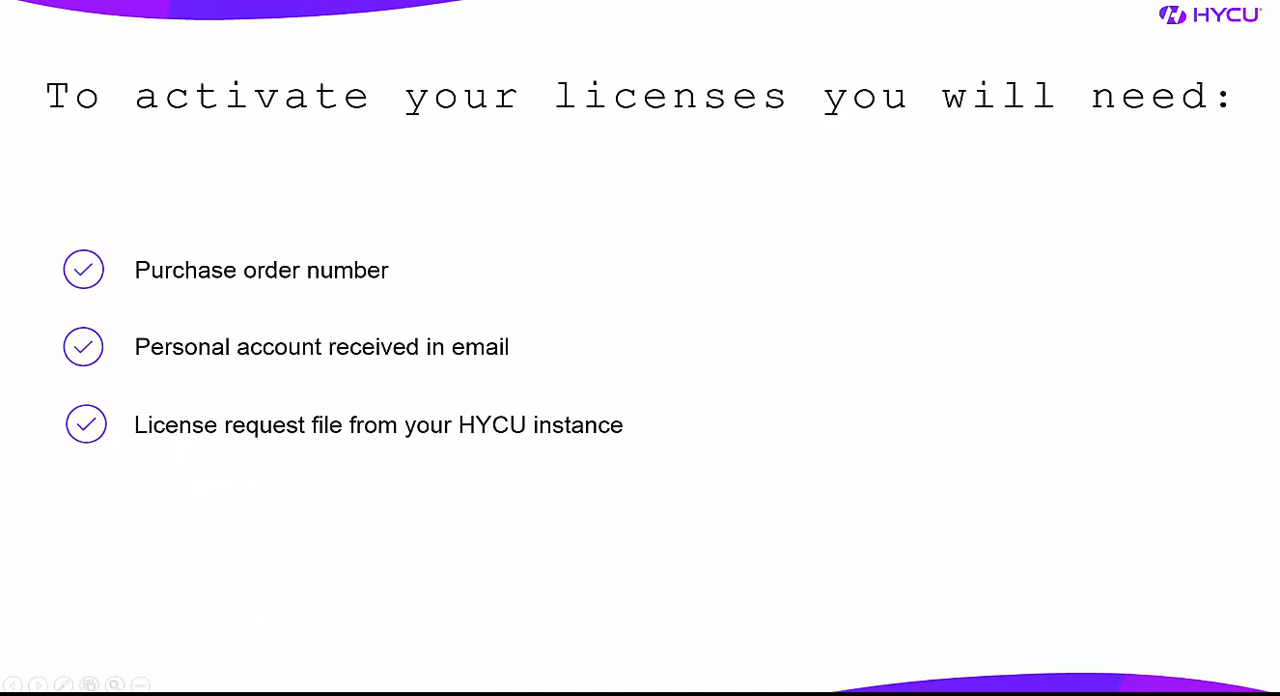 HYCU
To activate your licenses you will need:
Purchase order number
Personal account received in email
License request file from your HYCU instance